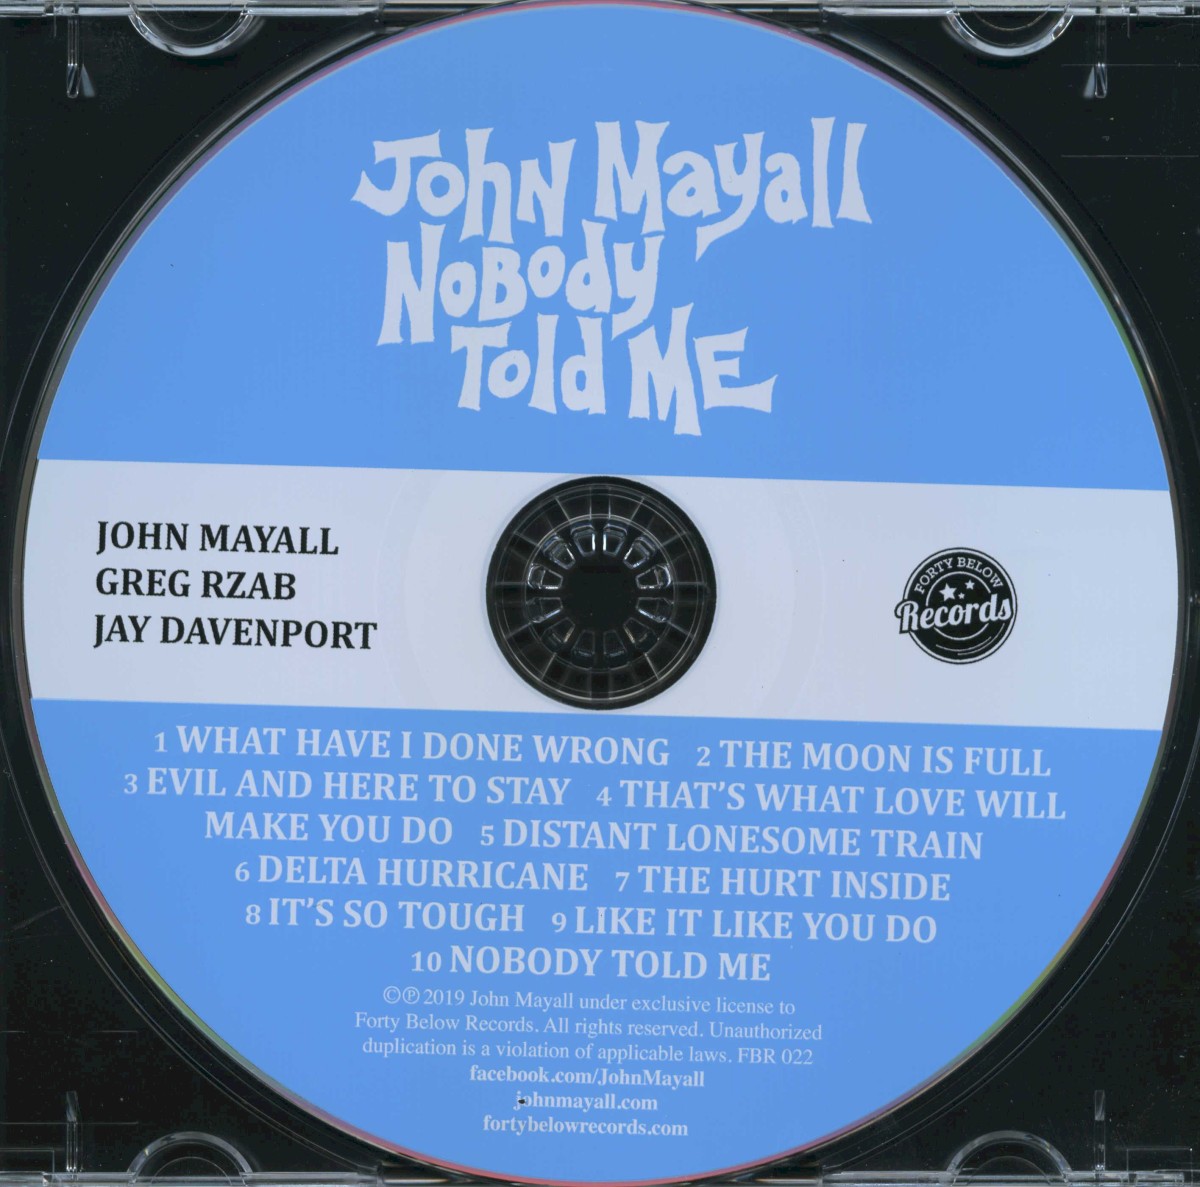 John Mayall
Nobody
Told ME
JOHN MAYALL
GREG RZAB
JAY DAVENPORT
FORTY BELOW
Records
1 WHAT HAVE I DONE WRONG 2 THE MOON IS FULL
3 EVIL AND HERE TO STAY 4 THAT'S WHAT LOVE WILL
MAKE YOU DO 5 DISTANT LONESOME TRAIN
6 DELTA HURRICANE 7 THE HURT INSIDE
8 IT'S SO TOUGH 9 LIKE IT LIKE YOU DO
10 NOBODY TOLD ME
©℗ 2019 John Mayall under exclusive license to
Forty Below Records. All rights reserved. Unauthorized
duplication is a violation of applicable laws. FBR 022
facebook.com/JohnMayall
johnmayall.com
fortybelowrecords.com